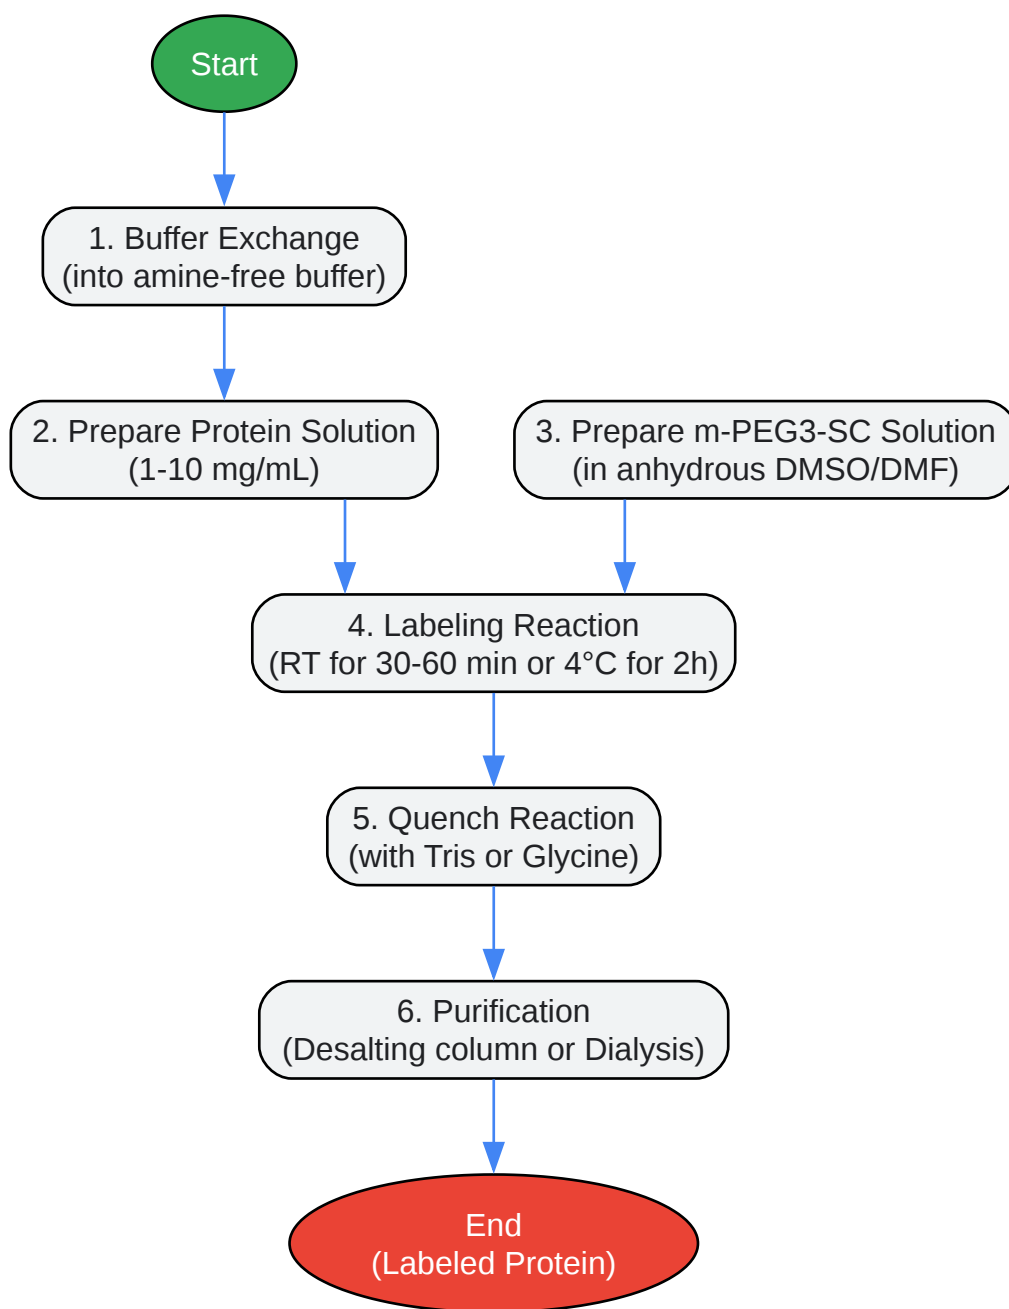 Start
1. Buffer Exchange
(into amine-free buffer)
2. Prepare Protein Solution
(1-10 mg/mL)
3. Prepare m-PEG3-SC Solution
(in anhydrous DMSO/DMF)
4. Labeling Reaction
(RT for 30-60 min or 4°C for 2h)
5. Quench Reaction
(with Tris or Glycine)
6. Purification
(Desalting column or Dialysis)
End
(Labeled Protein)